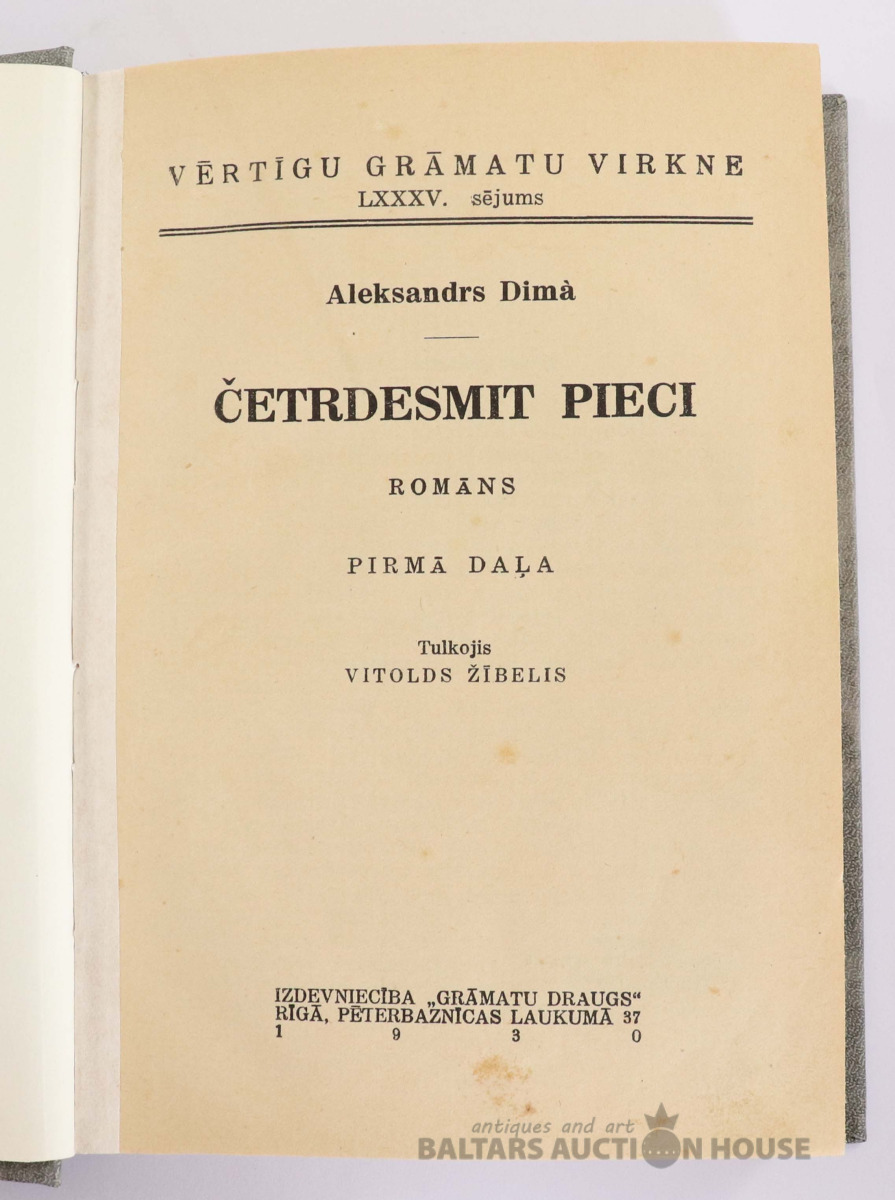 VĒRTĪGU GRĀMATU VIRKNE
LXXXV. sējums
Aleksandrs Dimà
ČETRDESMIT PIECI
ROMĀNS
PIRMĀ DAĻA
Tulkojis
VITOLDS ŽĪBELIS
IZDEVNIECĪBA „GRĀMATU DRAUGS“
RĪGĀ, PĒTERBAZNĪCAS LAUKUMĀ 37
1 9 3 0
antiques and art
BALTARS AUCTION HOUSE